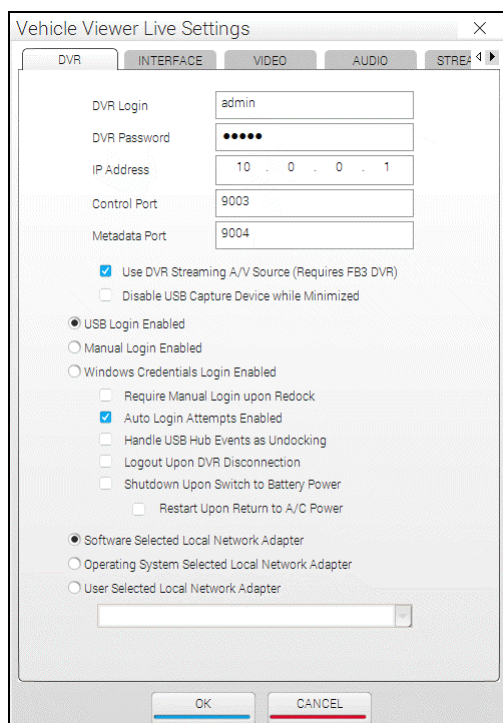 Vehicle Viewer Live Settings
DVR INTERFACE VIDEO AUDIO STREA
DVR Login admin
DVR Password •••••
IP Address 10 . 0 . 0 . 1
Control Port 9003
Metadata Port 9004
Use DVR Streaming A/V Source (Requires FB3 DVR)
Disable USB Capture Device while Minimized
USB Login Enabled
Manual Login Enabled
Windows Credentials Login Enabled
Require Manual Login upon Redock
Auto Login Attempts Enabled
Handle USB Hub Events as Undocking
Logout Upon DVR Disconnection
Shutdown Upon Switch to Battery Power
Restart Upon Return to A/C Power
Software Selected Local Network Adapter
Operating System Selected Local Network Adapter
User Selected Local Network Adapter
OK CANCEL